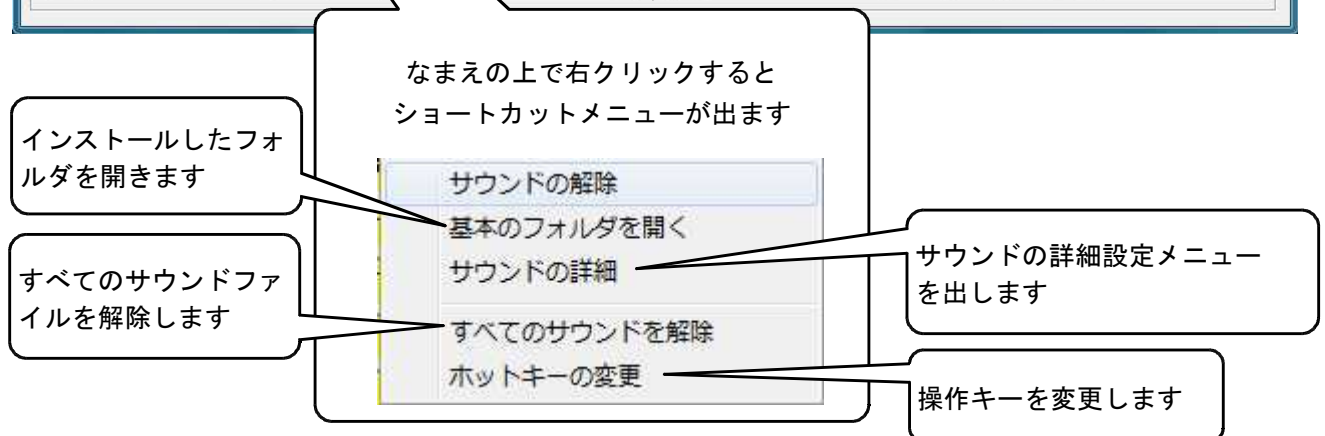 なまえの上で右クリックすると
ショートカットメニューが出ます
インストールしたフォ
ルダを開きます
すべてのサウンドファ
イルを解除します
サウンドの解除
基本のフォルダを開く
サウンドの詳細
すべてのサウンドを解除
ホットキーの変更
サウンドの詳細設定メニュー
を出します
操作キーを変更します